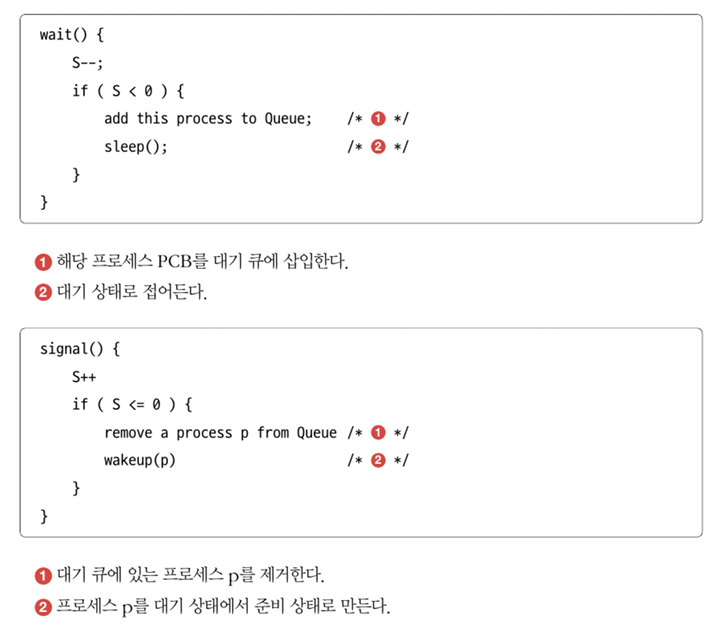 wait() {
S--;
if ( S < 0 ) {
add this process to Queue; /* ❶ */
sleep(); /* ❷ */
}
}
❶ 해당 프로세스 PCB를 대기 큐에 삽입한다.
❷ 대기 상태로 접어든다.
signal() {
S++
if ( S <= 0 ) {
remove a process p from Queue /* ❶ */
wakeup(p) /* ❷ */
}
}
❶ 대기 큐에 있는 프로세스 p를 제거한다.
❷ 프로세스 p를 대기 상태에서 준비 상태로 만든다.